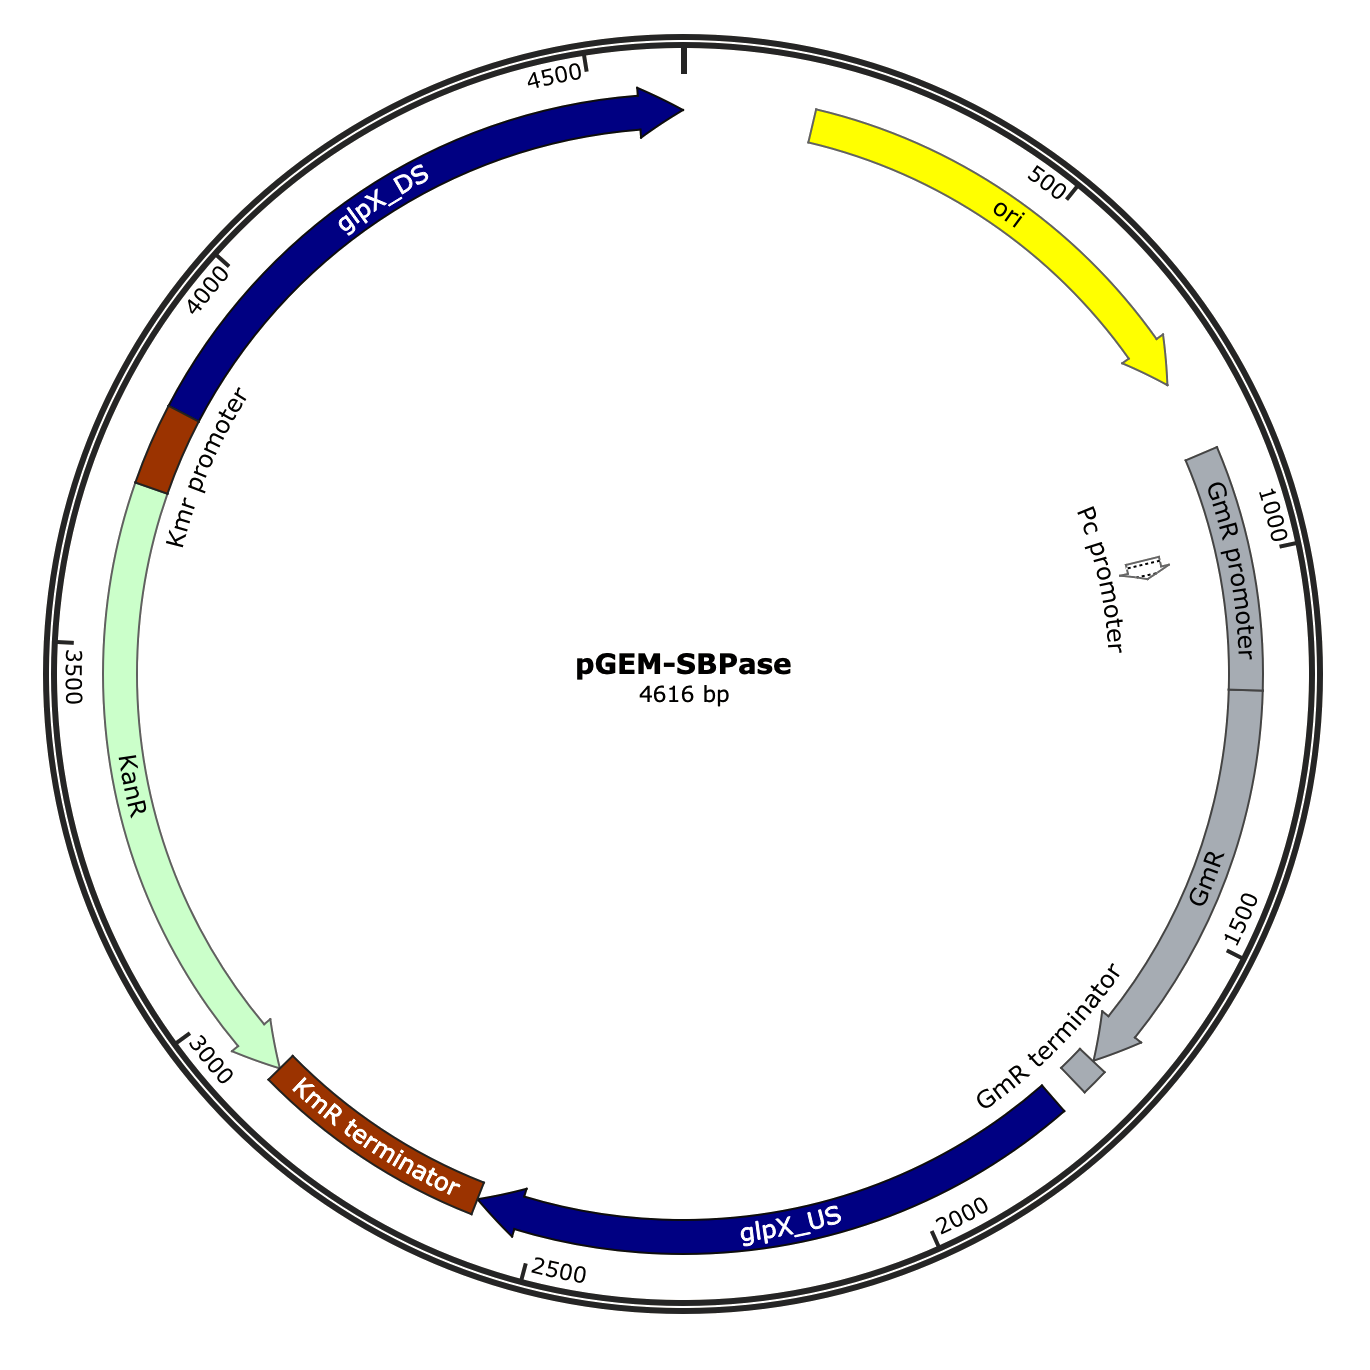 4500
glpX_DS
500
ori
4000
Kmr promoter
GmR promoter
1000
Pc promoter
pGEM-SBPase
4616 bp
3500
KanR
GmR
1500
GmR terminator
3000
KmR terminator
glpX_US
2000
2500